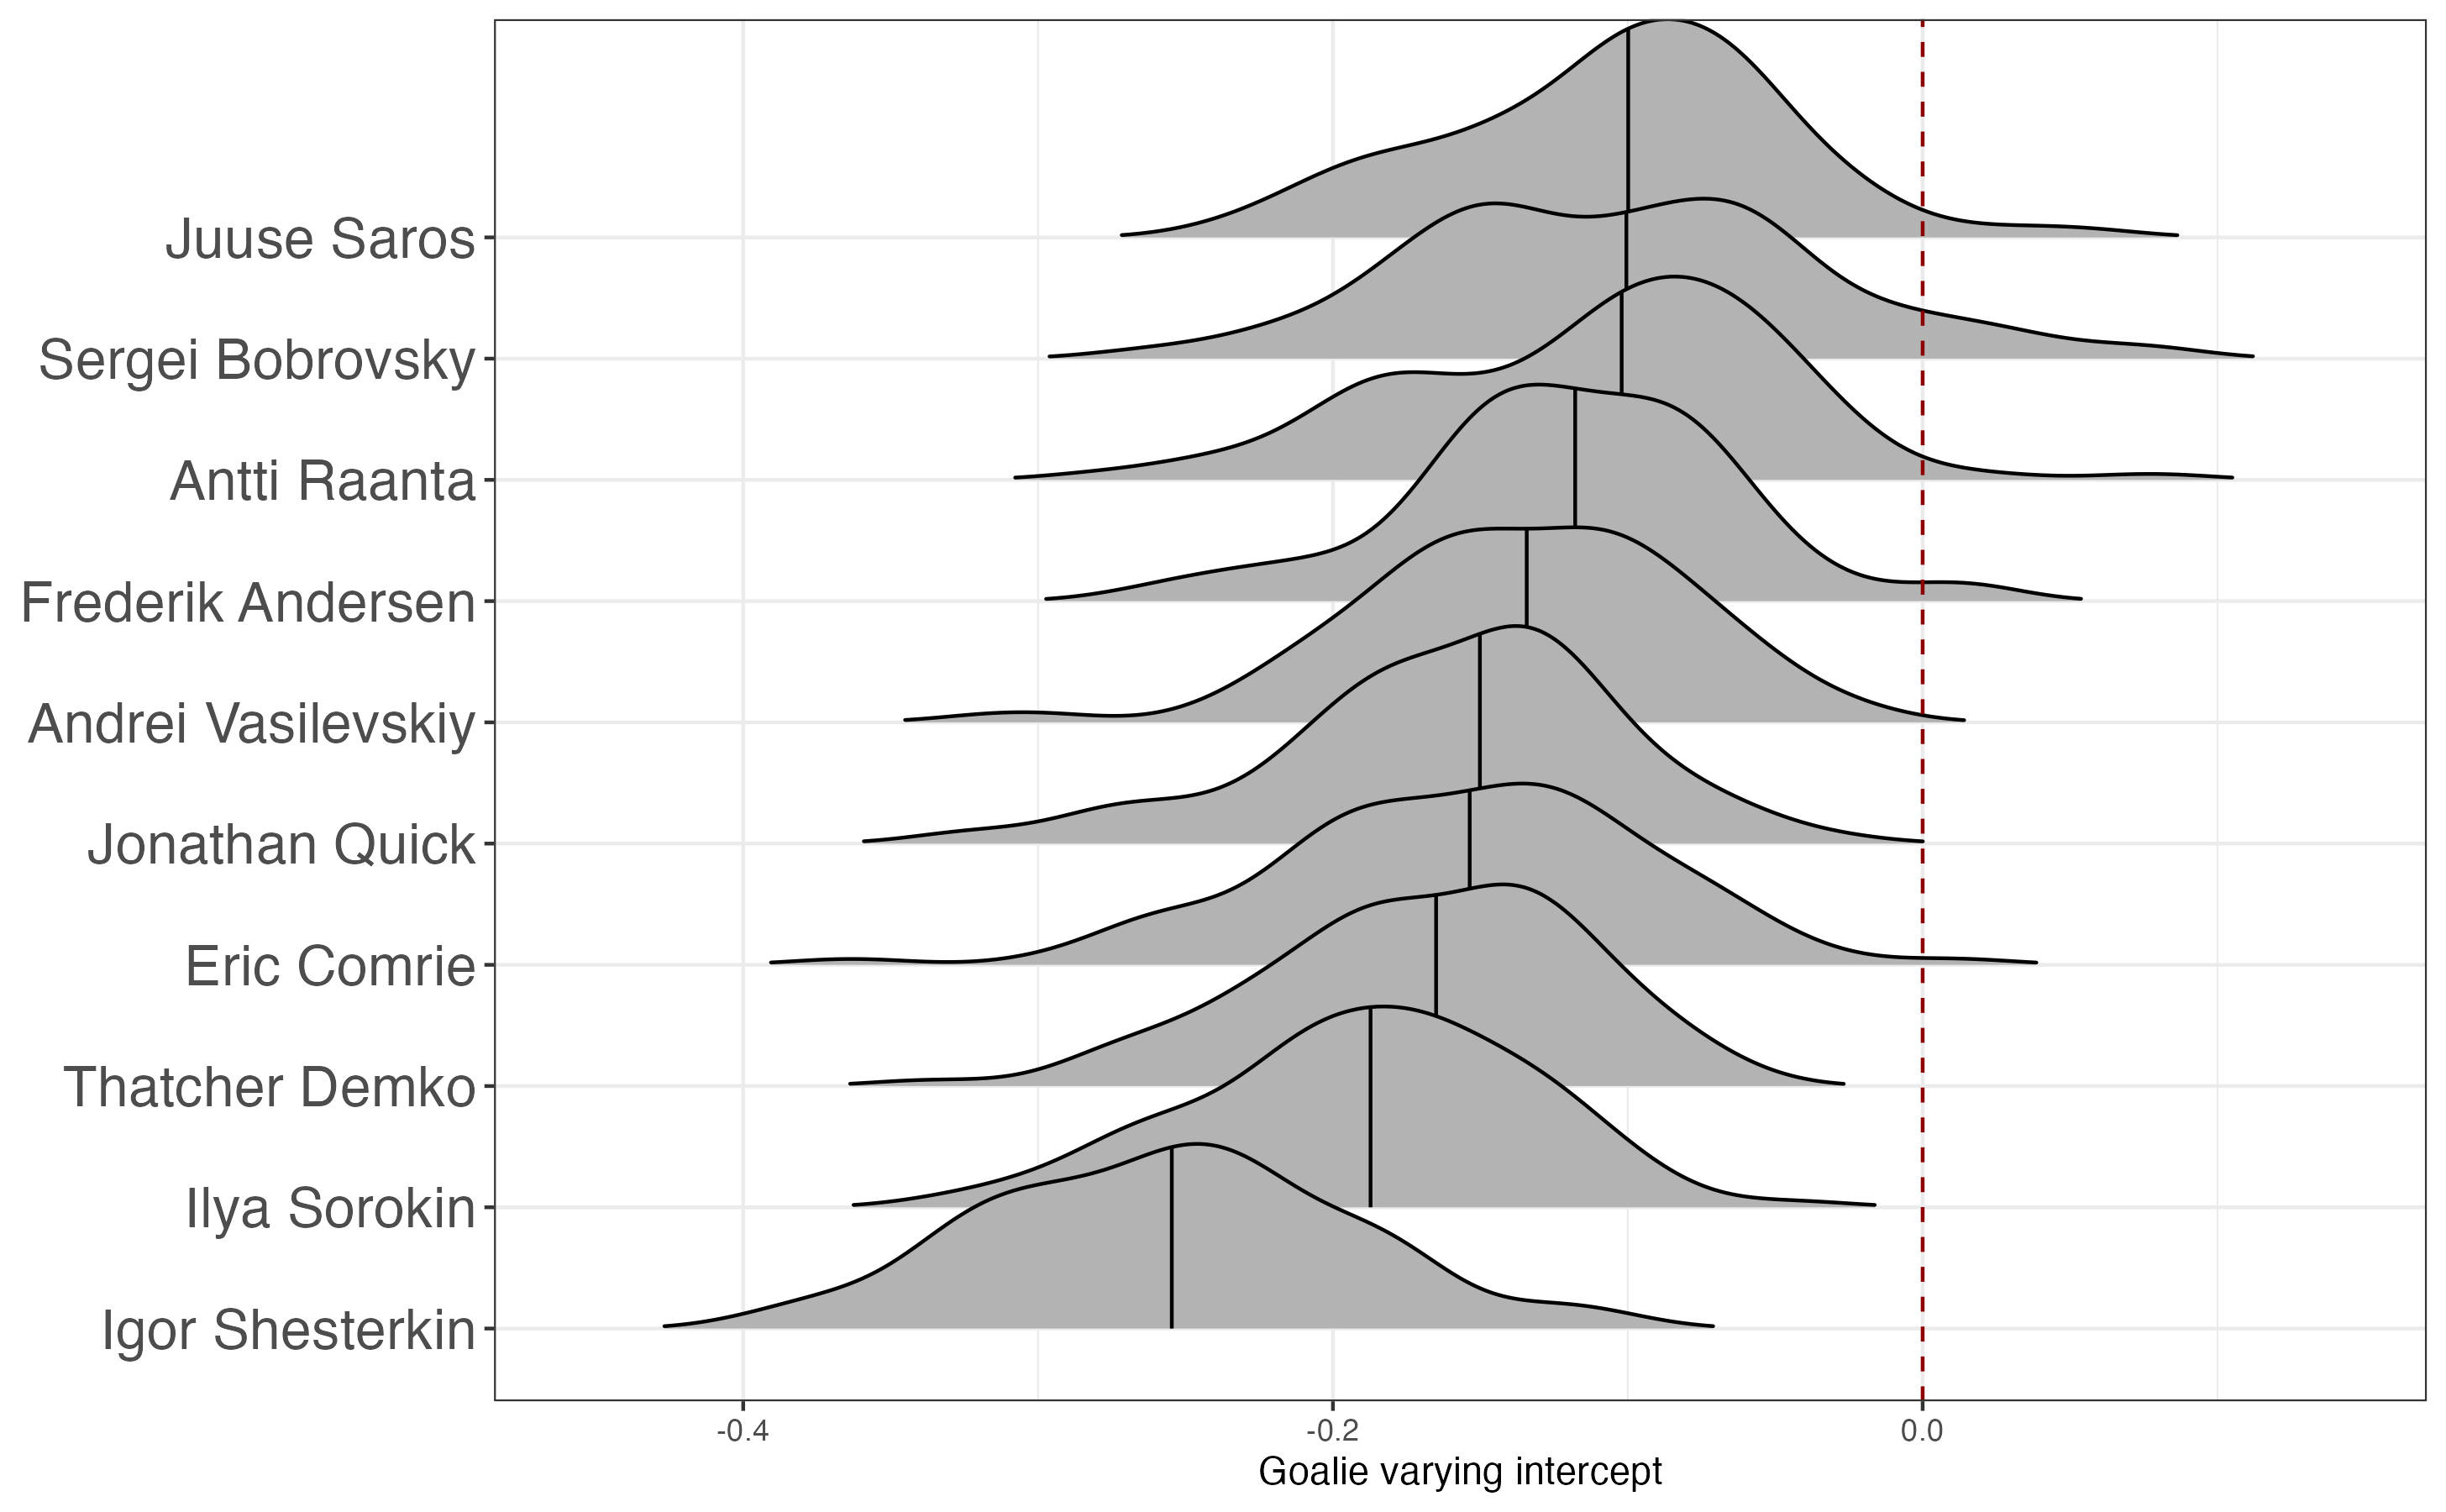 Juuse Saros
Sergei Bobrovsky
Antti Raanta
Frederik Andersen
Andrei Vasilevskiy
Jonathan Quick
Eric Comrie
Thatcher Demko
Ilya Sorokin
Igor Shesterkin
-0.4 -0.2 0.0
Goalie varying intercept